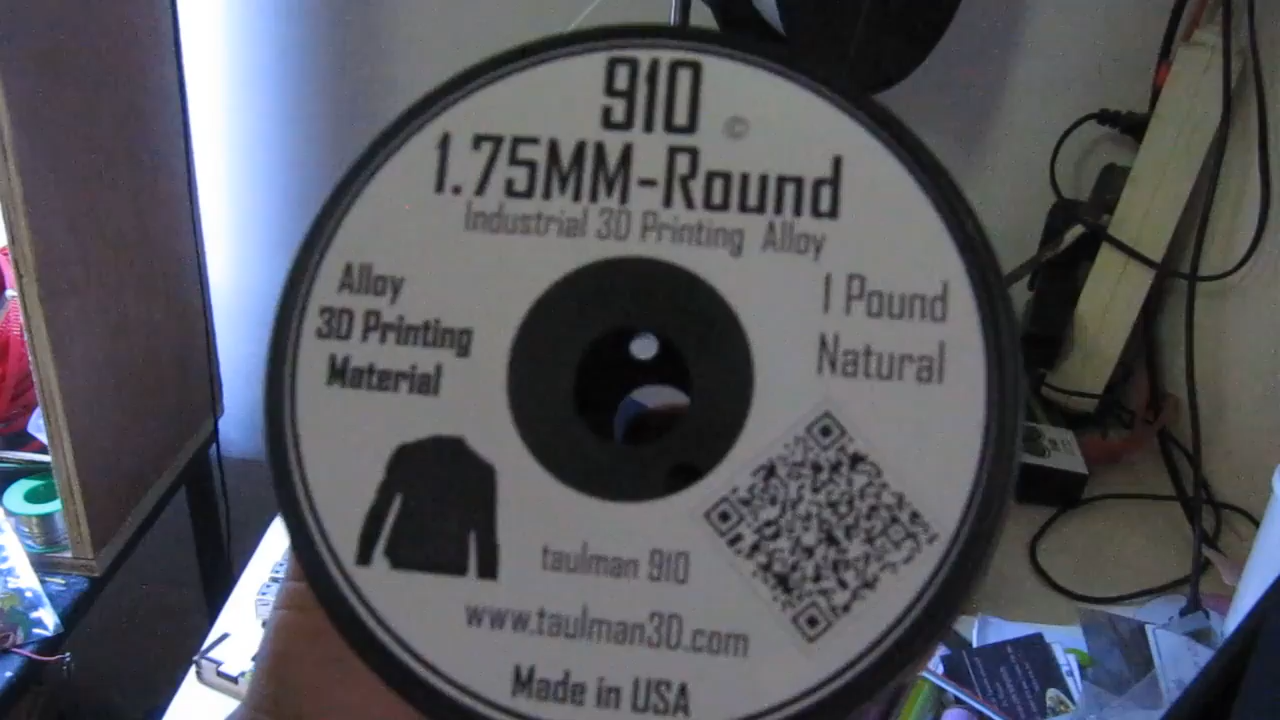 910 ©
1.75MM-Round
Industrial 3D Printing Alloy
Alloy
3D Printing
Material
1 Pound
Natural
taulman 910
www.taulman3D.com
Made in USA